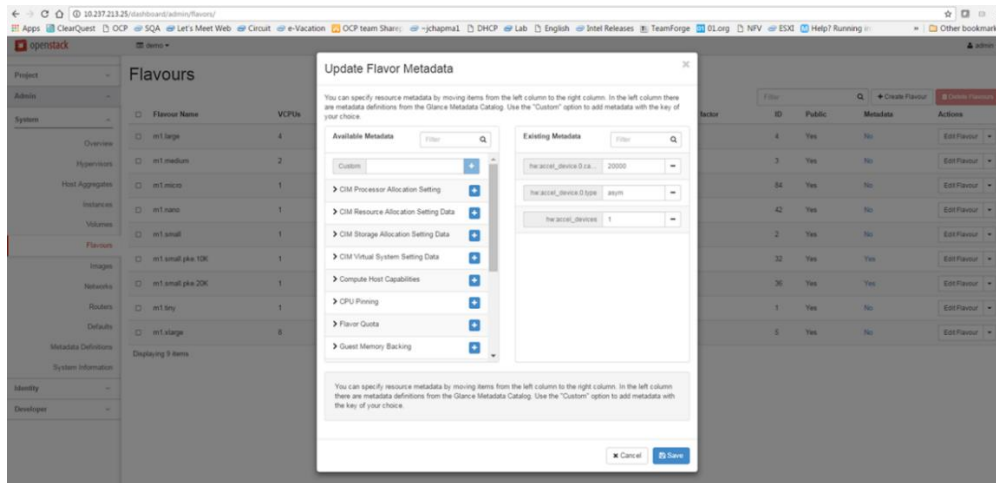 10.237.213.25/dashboard/admin/flavors/
Apps ClearQuest OCP SQA Let's Meet Web Circuit e-Vacation OCP team Share ~jchapma1 DHCP Lab English Intel Releases TeamForge 01.org NFV ESXI Help? Running Other bookmark
openstack demo admin
Project
Admin
System
Overview
Hypervisors
Host Aggregates
Instances
Volumes
Flavours
Images
Networks
Routers
Defaults
Metadata Definitions
System Information
Identity
Developer
Flavours
Filter + Create Flavour Delete Flavours
Flavour Name VCPUs factor ID Public Metadata Actions
m1.large 4 4 Yes No Edit Flavour
m1.medium 2 3 Yes No Edit Flavour
m1.micro 1 84 Yes No Edit Flavour
m1.nano 1 42 Yes No Edit Flavour
m1.small 1 2 Yes No Edit Flavour
m1.small.pke.10K 1 32 Yes Yes Edit Flavour
m1.small.pke.20K 1 36 Yes Yes Edit Flavour
m1.tiny 1 1 Yes No Edit Flavour
m1.xlarge 8 5 Yes No Edit Flavour
Displaying 9 items
Update Flavor Metadata
You can specify resource metadata by moving items from the left column to the right column. In the left column there
are metadata definitions from the Glance Metadata Catalog. Use the "Custom" option to add metadata with the key of
your choice.
Available Metadata Filter
Custom
CIM Processor Allocation Setting
CIM Resource Allocation Setting Data
CIM Storage Allocation Setting Data
CIM Virtual System Setting Data
Compute Host Capabilities
CPU Pinning
Flavor Quota
Guest Memory Backing
Existing Metadata Filter
hw:accel_device.0.ca... 20000
hw:accel_device.0.type asym
hw:accel_devices 1
You can specify resource metadata by moving items from the left column to the right column. In the left column
there are metadata definitions from the Glance Metadata Catalog. Use the "Custom" option to add metadata with
the key of your choice.
Cancel Save